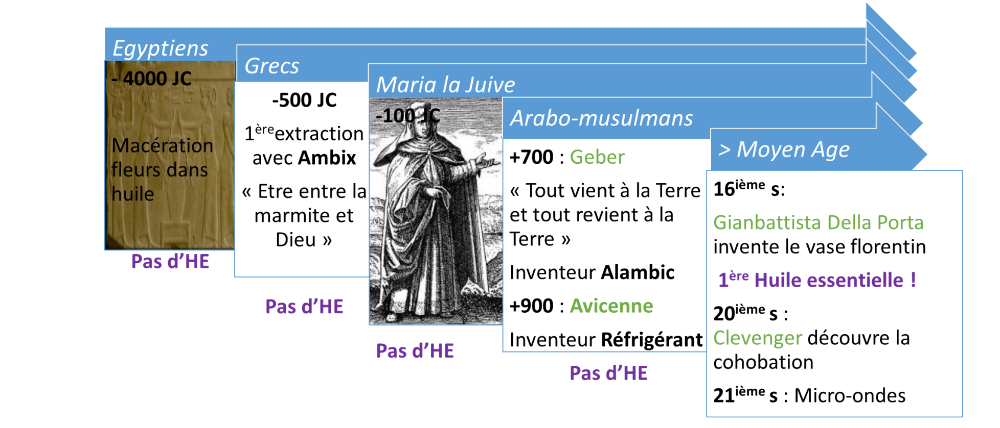 Egyptiens
- 4000 JC
Macération
fleurs dans
huile
Pas d’HE
Grecs
-500 JC
1èreextraction
avec Ambix
« Etre entre la
marmite et
Dieu »
Pas d’HE
Maria la Juive
-100 JC
Pas d’HE
Arabo-musulmans
+700 : Geber
« Tout vient à la Terre
et tout revient à la
Terre »
Inventeur Alambic
+900 : Avicenne
Inventeur Réfrigérant
Pas d’HE
> Moyen Age
16ième s:
Gianbattista Della Porta
invente le vase florentin
1ère Huile essentielle !
20ième s :
Clevenger découvre la
cohobation
21ième s : Micro-ondes